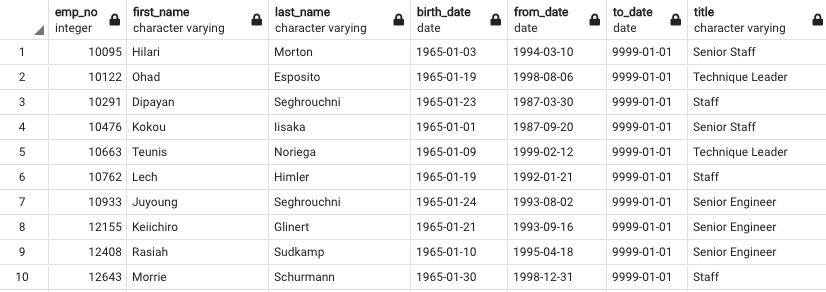 emp_no first_name last_name birth_date from_date to_date title
integer character varying character varying date date date character varying
1 10095 Hilari Morton 1965-01-03 1994-03-10 9999-01-01 Senior Staff
2 10122 Ohad Esposito 1965-01-19 1998-08-06 9999-01-01 Technique Leader
3 10291 Dipayan Seghrouchni 1965-01-23 1987-03-30 9999-01-01 Staff
4 10476 Kokou Iisaka 1965-01-01 1987-09-20 9999-01-01 Senior Staff
5 10663 Teunis Noriega 1965-01-09 1999-02-12 9999-01-01 Technique Leader
6 10762 Lech Himler 1965-01-19 1992-01-21 9999-01-01 Staff
7 10933 Juyoung Seghrouchni 1965-01-24 1993-08-02 9999-01-01 Senior Engineer
8 12155 Keiichiro Glinert 1965-01-21 1993-09-16 9999-01-01 Senior Engineer
9 12408 Rasiah Sudkamp 1965-01-10 1995-04-18 9999-01-01 Senior Engineer
10 12643 Morrie Schurmann 1965-01-30 1998-12-31 9999-01-01 Staff